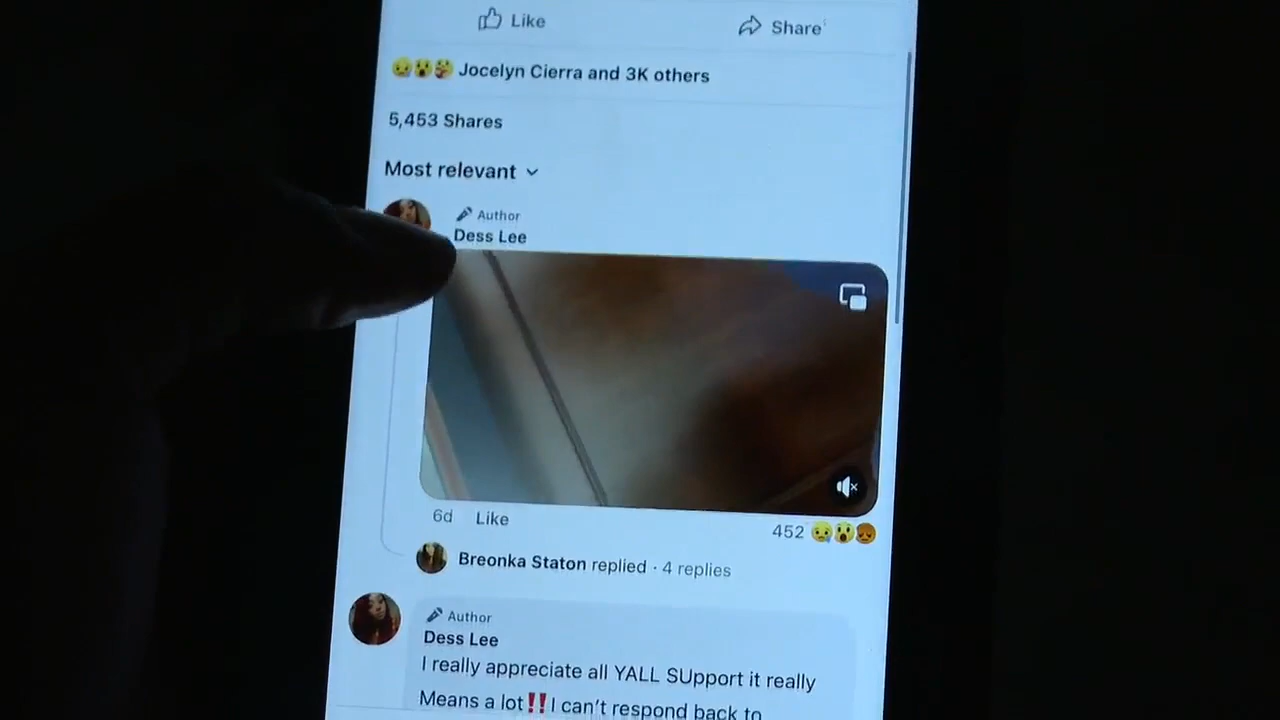 Like
Share
Jocelyn Cierra and 3K others
5,453 Shares
Most relevant
Author
Dess Lee
6d Like
452
Breonka Staton replied · 4 replies
Author
Dess Lee
I really appreciate all YALL SUpport it really
Means a lot‼️I can't respond back to